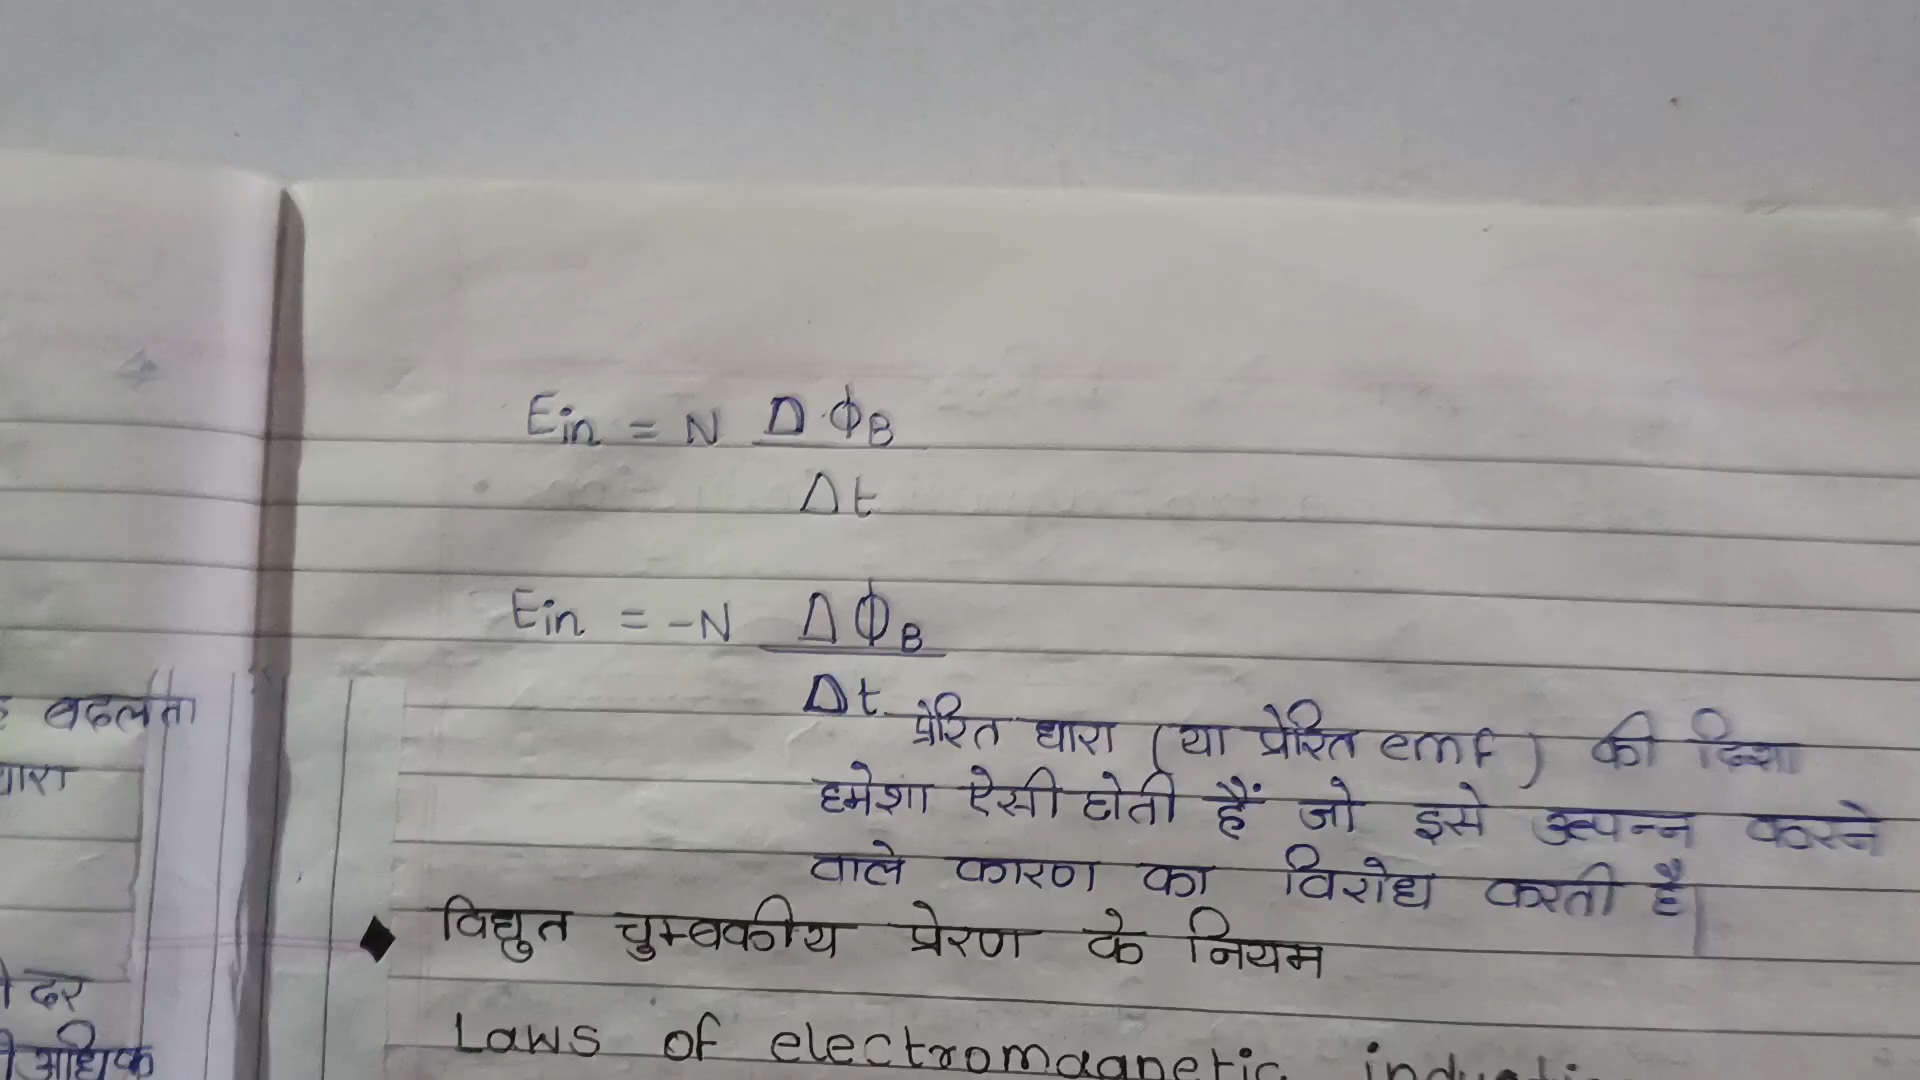 बदलता
धारा
दर
अधिक
Ein = N Δ·ΦB
Δt
Ein = -N ΔΦB
Δt
प्रेरित धारा (या प्रेरित emf) की दिशा
हमेशा ऐसी होती हैं जो इसे उत्पन्न करने
वाले कारण का विरोध करती है|
◆ विद्युत चुम्बकीय प्रेरण के नियम
Laws of electromagnetic